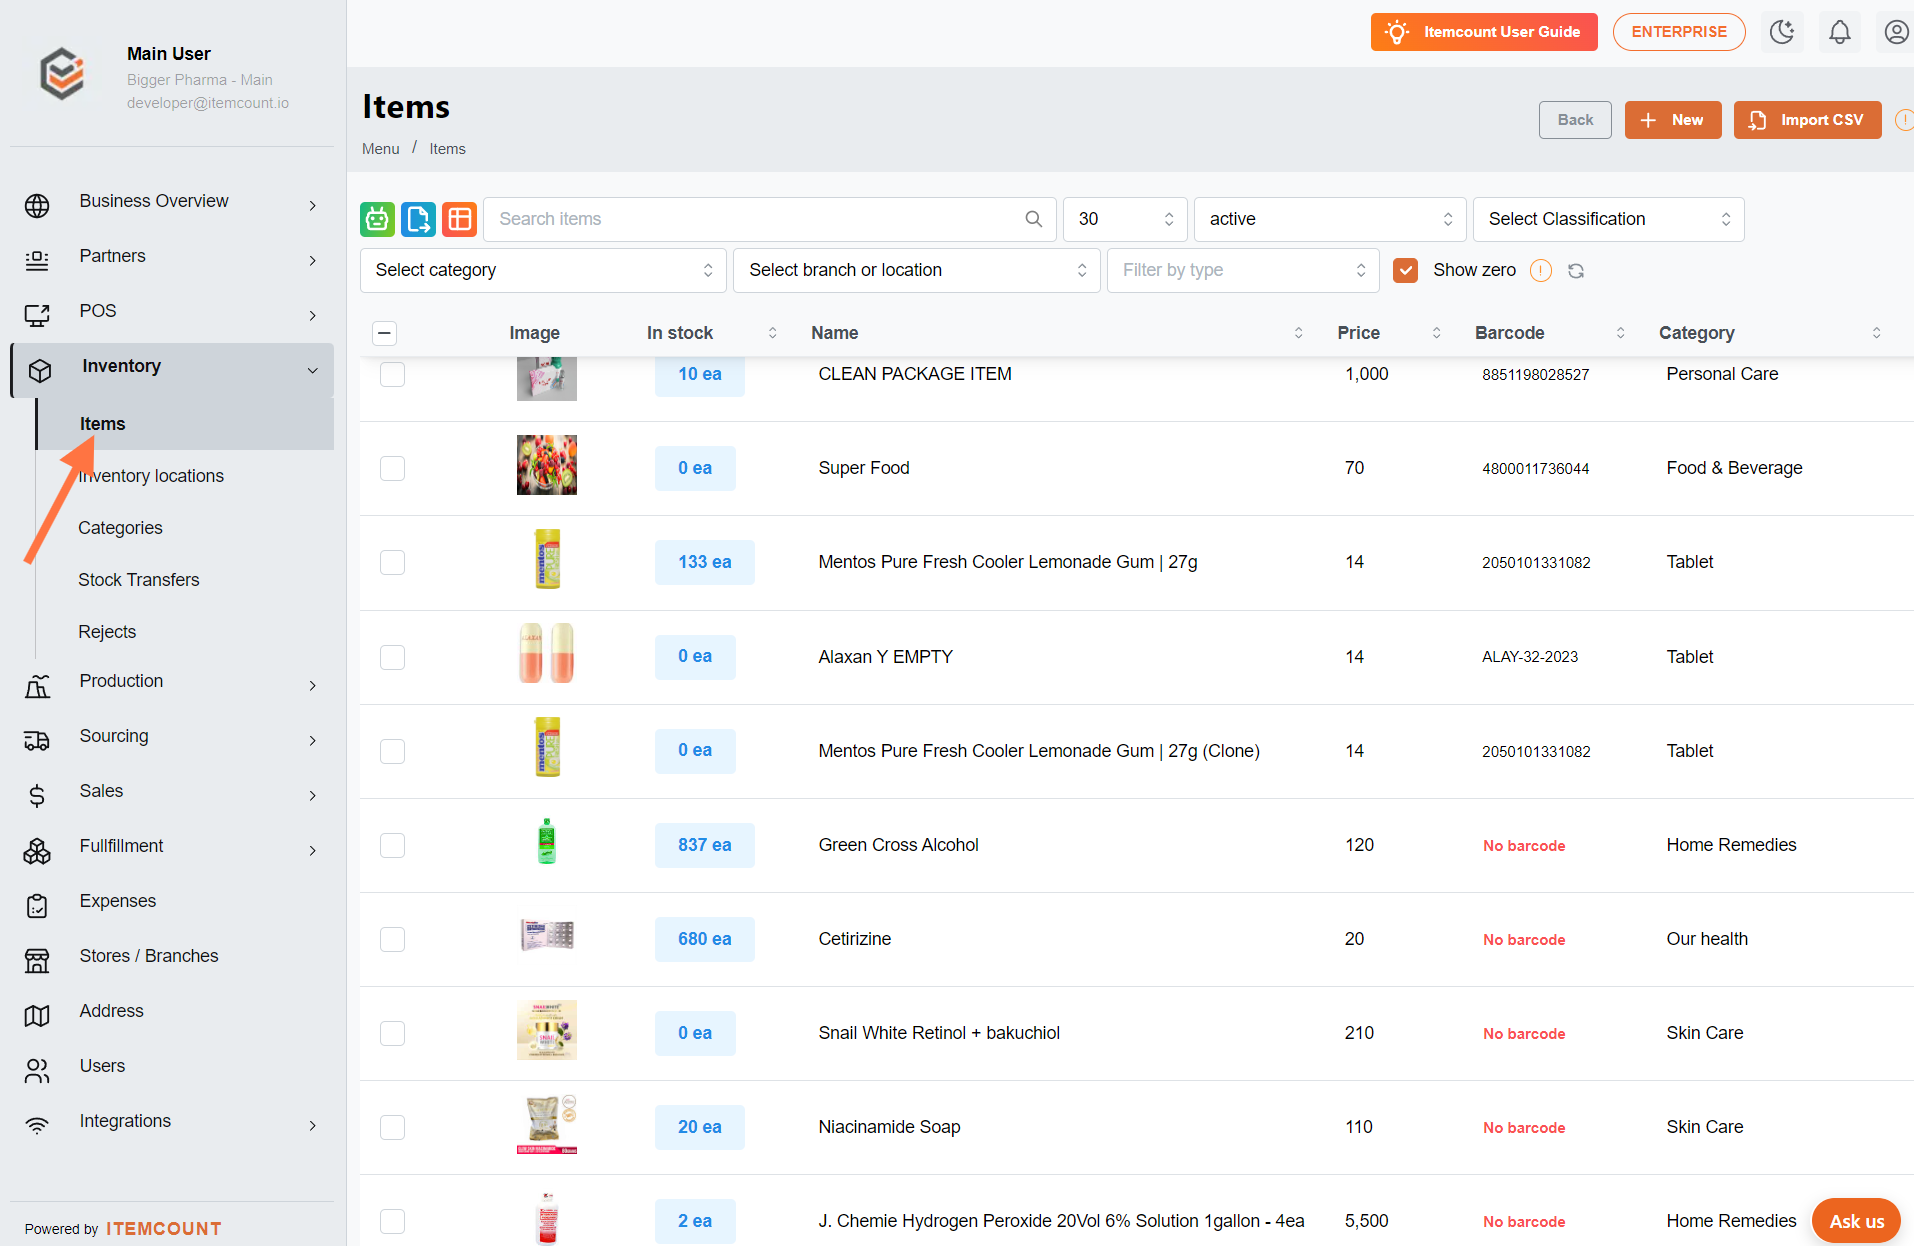 Main User
Bigger Pharma - Main
developer@itemcount.io
Itemcount User Guide
ENTERPRISE
Items
Menu / Items
Back
New
Import CSV
Business Overview
Partners
POS
Inventory
Items
Inventory locations
Categories
Stock Transfers
Rejects
Production
Sourcing
Sales
Fullfillment
Expenses
Stores / Branches
Address
Users
Integrations
Powered by ITEMCOUNT
Search items
30
active
Select Classification
Select category
Select branch or location
Filter by type
Show zero
Image In stock Name Price Barcode Category
10 ea CLEAN PACKAGE ITEM 1,000 8851198028527 Personal Care
0 ea Super Food 70 4800011736044 Food & Beverage
mentos
133 ea Mentos Pure Fresh Cooler Lemonade Gum | 27g 14 2050101331082 Tablet
0 ea Alaxan Y EMPTY 14 ALAY-32-2023 Tablet
mentos
0 ea Mentos Pure Fresh Cooler Lemonade Gum | 27g (Clone) 14 2050101331082 Tablet
837 ea Green Cross Alcohol 120 No barcode Home Remedies
680 ea Cetirizine 20 No barcode Our health
0 ea Snail White Retinol + bakuchiol 210 No barcode Skin Care
20 ea Niacinamide Soap 110 No barcode Skin Care
2 ea J. Chemie Hydrogen Peroxide 20Vol 6% Solution 1gallon - 4ea 5,500 No barcode Home Remedies
Ask us